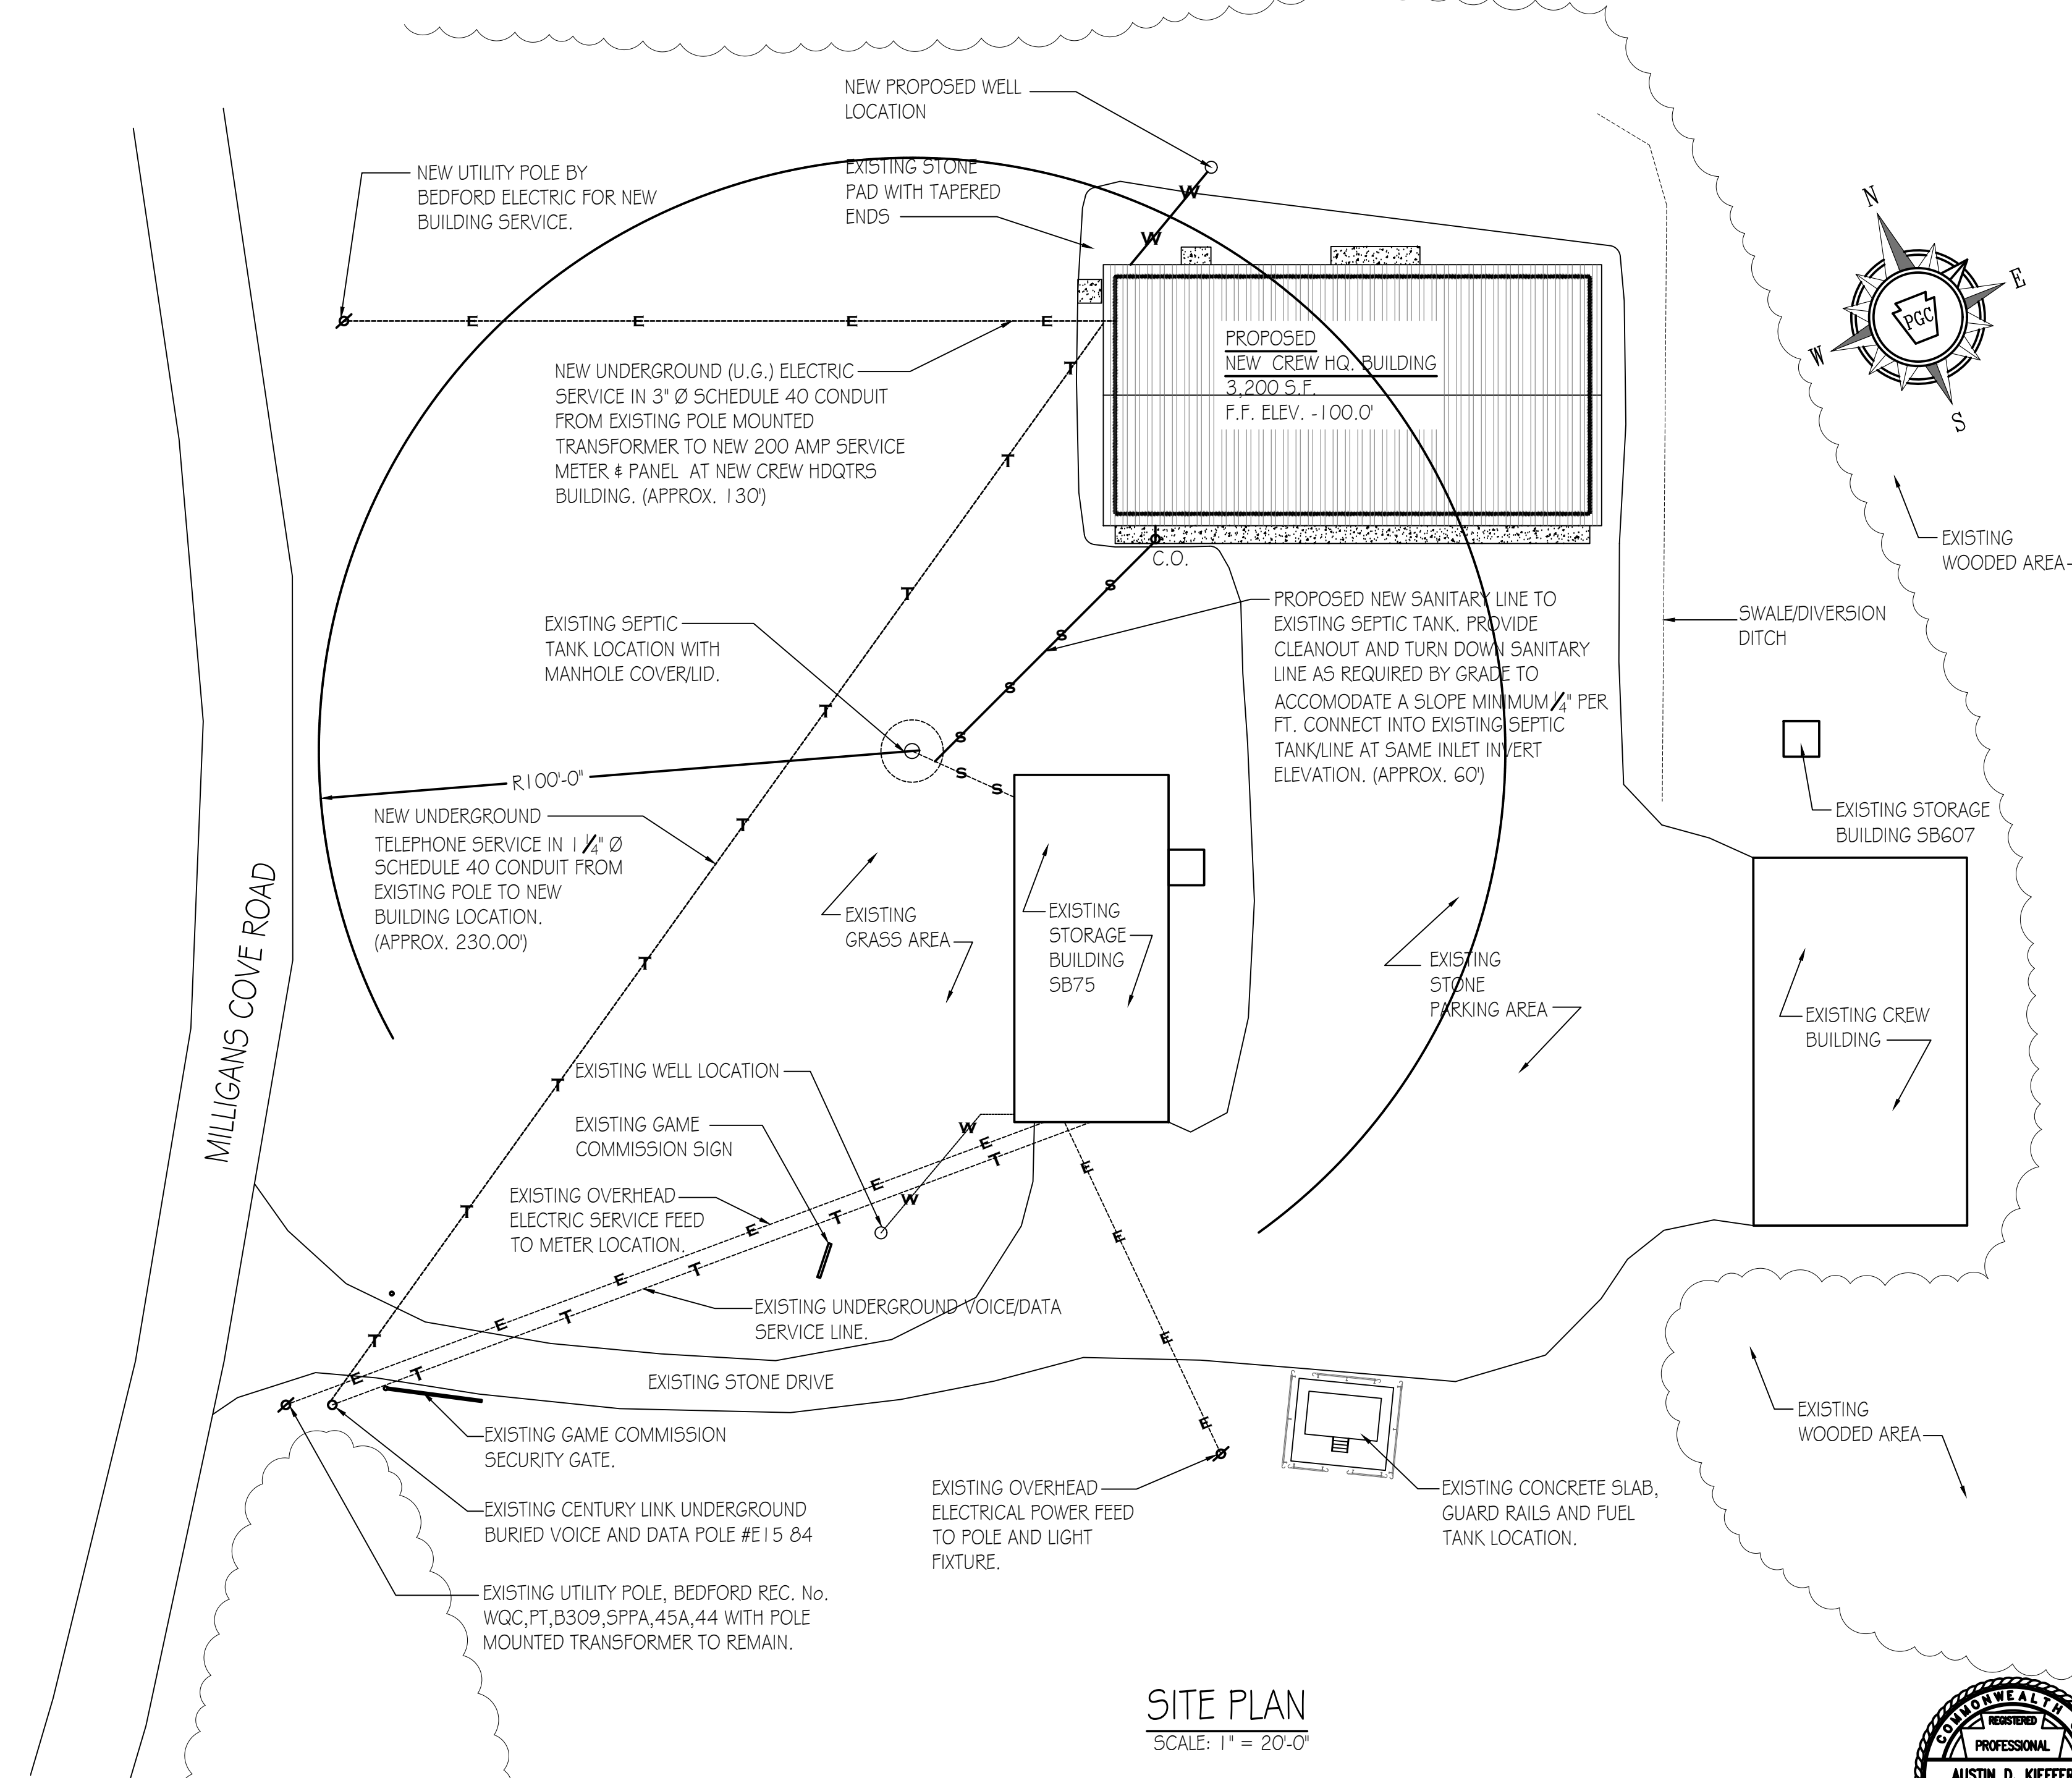 NEW PROPOSED WELL
LOCATION
NEW UTILITY POLE BY
BEDFORD ELECTRIC FOR NEW
BUILDING SERVICE.
EXISTING STONE
PAD WITH TAPERED
ENDS
W
W
N
E
W
S
PGC
E
E
E
E
PROPOSED
NEW CREW HQ. BUILDING
3,200 S.F.
F.F. ELEV. -100.0'
NEW UNDERGROUND (U.G.) ELECTRIC
SERVICE IN 3" Ø SCHEDULE 40 CONDUIT
FROM EXISTING POLE MOUNTED
TRANSFORMER TO NEW 200 AMP SERVICE
METER & PANEL AT NEW CREW HDQTRS
BUILDING. (APPROX. 130')
T
T
T
T
T
T
T
T
T
EXISTING
WOODED AREA
C.O.
S
S
S
S
S
S
EXISTING SEPTIC
TANK LOCATION WITH
MANHOLE COVER/LID.
PROPOSED NEW SANITARY LINE TO
EXISTING SEPTIC TANK. PROVIDE
CLEANOUT AND TURN DOWN SANITARY
LINE AS REQUIRED BY GRADE TO
ACCOMODATE A SLOPE MINIMUM 1/4" PER
FT. CONNECT INTO EXISTING SEPTIC
TANK/LINE AT SAME INLET INVERT
ELEVATION. (APPROX. 60')
SWALE/DIVERSION
DITCH
R100'-0"
NEW UNDERGROUND
TELEPHONE SERVICE IN 1 1/4" Ø
SCHEDULE 40 CONDUIT FROM
EXISTING POLE TO NEW
BUILDING LOCATION.
(APPROX. 230.00')
EXISTING STORAGE
BUILDING SB607
MILLIGANS COVE ROAD
EXISTING
GRASS AREA
EXISTING
STORAGE
BUILDING
SB75
EXISTING
STONE
PARKING AREA
EXISTING CREW
BUILDING
EXISTING WELL LOCATION
EXISTING GAME
COMMISSION SIGN
EXISTING OVERHEAD
ELECTRIC SERVICE FEED
TO METER LOCATION.
W
W
E
E
E
E
E
E
T
T
T
T
T
E
E
E
E
EXISTING UNDERGROUND VOICE/DATA
SERVICE LINE.
EXISTING STONE DRIVE
EXISTING GAME COMMISSION
SECURITY GATE.
EXISTING CENTURY LINK UNDERGROUND
BURIED VOICE AND DATA POLE #E15 84
EXISTING UTILITY POLE, BEDFORD REC. No.
WQC,PT,B309,SPPA,45A,44 WITH POLE
MOUNTED TRANSFORMER TO REMAIN.
EXISTING OVERHEAD
ELECTRICAL POWER FEED
TO POLE AND LIGHT
FIXTURE.
EXISTING CONCRETE SLAB,
GUARD RAILS AND FUEL
TANK LOCATION.
EXISTING
WOODED AREA
SITE PLAN
SCALE: 1" = 20'-0"
COMMONWEALTH
REGISTERED
PROFESSIONAL
AUSTIN D. KIEFFER